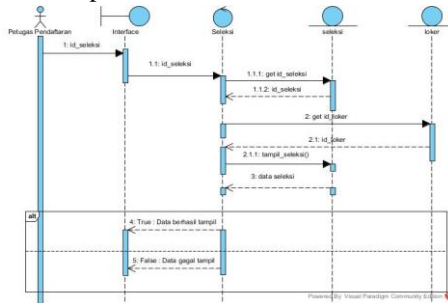 Petugas Pendaftaran
Interface
Seleksi
seleksi
loker
1: id_seleksi
1.1: id_seleksi
1.1.1: get id_seleksi
1.1.2: id_seleksi
2: get id_loker
2.1: id_loker
2.1.1: tampil_seleksi()
3: data seleksi
alt
4: True : Data berhasil tampil
5: False : Data gagal tampil
Powered By Visual Paradigm Community Edition